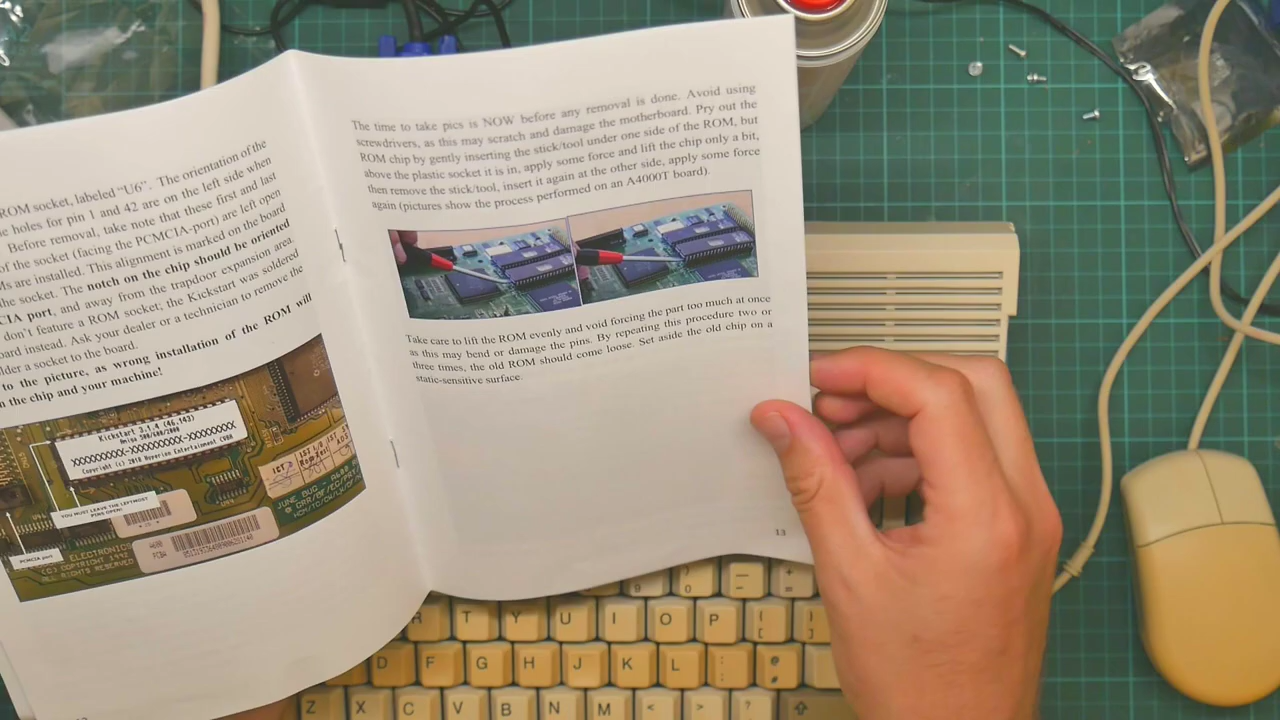 ROM socket, labeled “U6”. The orientation of the
e holes for pin 1 and 42 are on the left side when
Before removal, take note that these first and last
of the socket (facing the PCMCIA-port) are left open
Ms are installed. This alignment is marked on the board
the socket. The notch on the chip should be oriented
CIA port, and away from the trapdoor expansion area.
don't feature a ROM socket; the Kickstart was soldered
oard instead. Ask your dealer or a technician to remove the
lder a socket to the board.
to the picture, as wrong installation of the ROM will
n the chip and your machine!
Kickstart 3.1.4 (46.143)
Amiga 500/600/2000
XXXXXXXXXX-XXXXXXXXXX-XXXXXXXXX
Copyright (c) 2018 Hyperion Entertainment CVBA
YOU MUST LEAVE THE LEFTMOST
PINS OPEN!
PCMCIA port
ICT
JUNE BUG - A600
ELECTRONICS
(C) COPYRIGHT 1992
ALL RIGHTS RESERVED
The time to take pics is NOW before any removal is done. Avoid using
screwdrivers, as this may scratch and damage the motherboard. Pry out the
ROM chip by gently inserting the stick/tool under one side of the ROM, but
above the plastic socket it is in, apply some force and lift the chip only a bit,
then remove the stick/tool, insert it again at the other side, apply some force
again (pictures show the process performed on an A4000T board).
Take care to lift the ROM evenly and void forcing the part too much at once
as this may bend or damage the pins. By repeating this procedure two or
three times, the old ROM should come loose. Set aside the old chip on a
static-sensitive surface.
13
9 0 - =
R T Y U I O P [ ]
D F G H J K L : @
Z X C V B N M < > ?